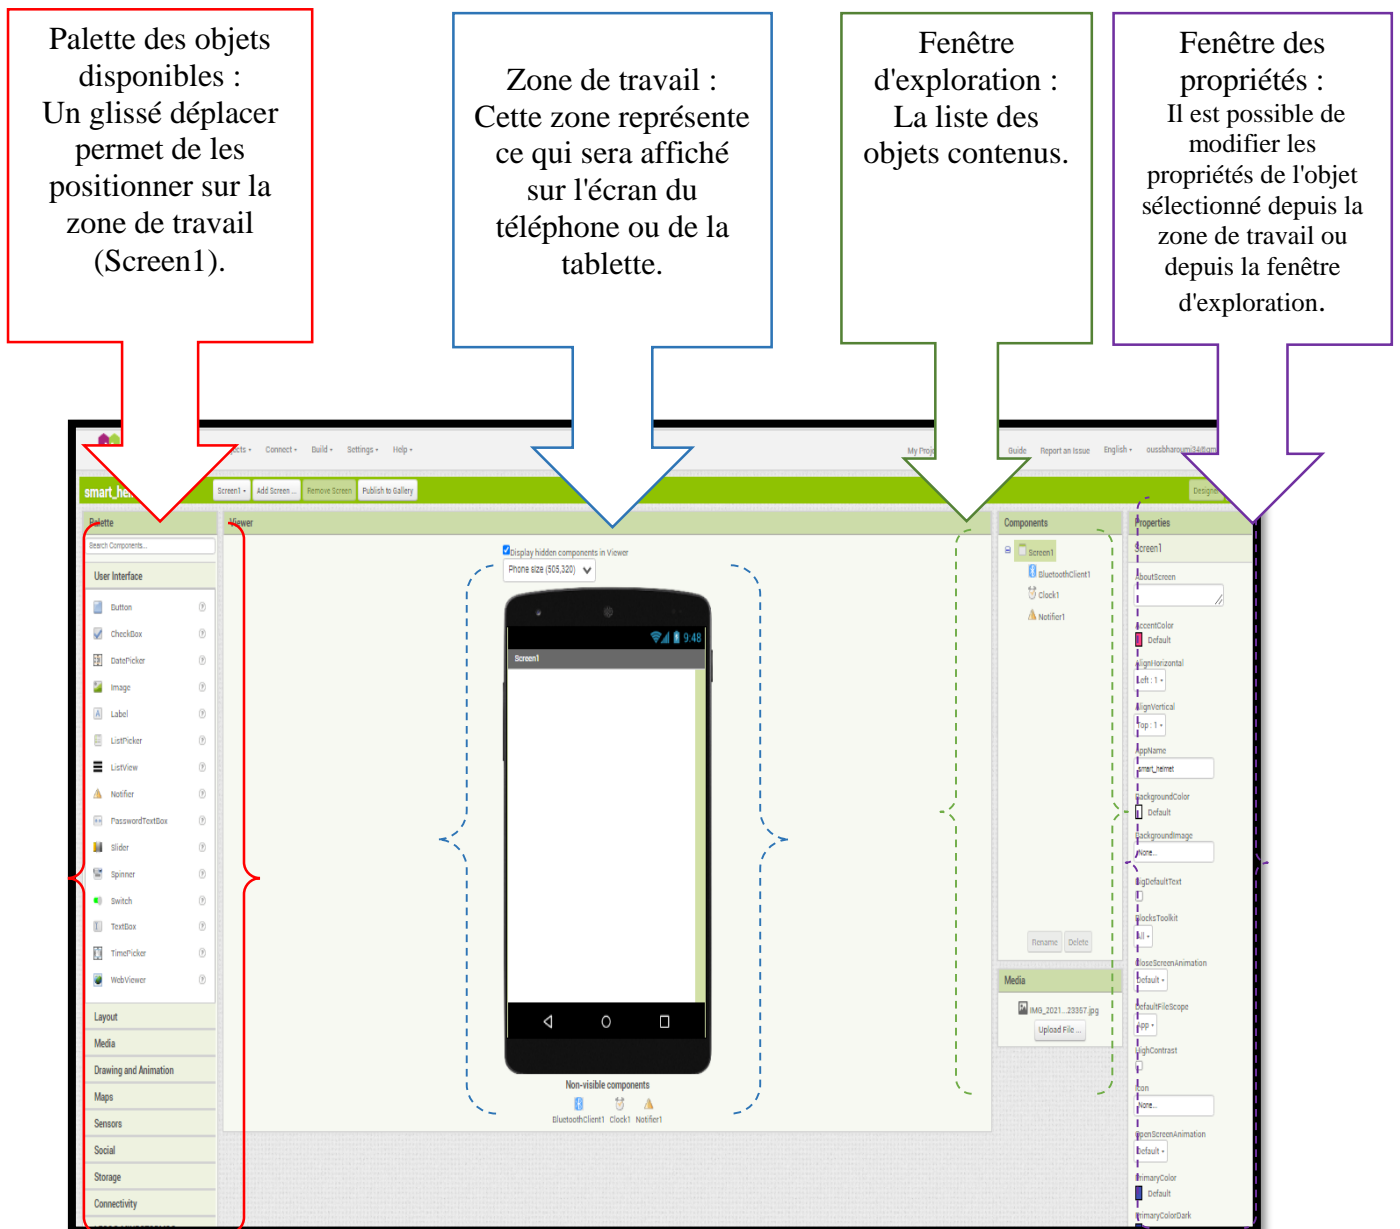 Palette des objets
disponibles :
Un glissé déplacer
permet de les
positionner sur la
zone de travail
(Screen1).
Zone de travail :
Cette zone représente
ce qui sera affiché
sur l'écran du
téléphone ou de la
tablette.
Fenêtre
d'exploration :
La liste des
objets contenus.
Fenêtre des
propriétés :
Il est possible de
modifier les
propriétés de l'objet
sélectionné depuis la
zone de travail ou
depuis la fenêtre
d'exploration.
Connect Build Settings Help
Guide Report an Issue English
Screen1 Add Screen ... Remove Screen Publish to Gallery
Designer
Palette
Search Components...
User Interface
Button
CheckBox
DatePicker
Image
Label
ListPicker
ListView
Notifier
PasswordTextBox
Slider
Spinner
Switch
TextBox
TimePicker
WebViewer
Layout
Media
Drawing and Animation
Maps
Sensors
Social
Storage
Connectivity
Viewer
Display hidden components in Viewer
Phone size (505,320)
9:48
Screen1
Non-visible components
BluetoothClient1 Clock1 Notifier1
Components
Screen1
BluetoothClient1
Clock1
Notifier1
Rename Delete
Media
IMG_2021...23357.jpg
Upload File ...
Properties
Screen1
AboutScreen
AccentColor
Default
AlignHorizontal
Left : 1
AlignVertical
Top : 1
AppName
smart_helmet
BackgroundColor
Default
BackgroundImage
None...
BigDefaultText
BlocksToolkit
All
CloseScreenAnimation
Default
DefaultFileScope
App
HighContrast
Icon
None...
OpenScreenAnimation
Default
PrimaryColor
Default
PrimaryColorDark